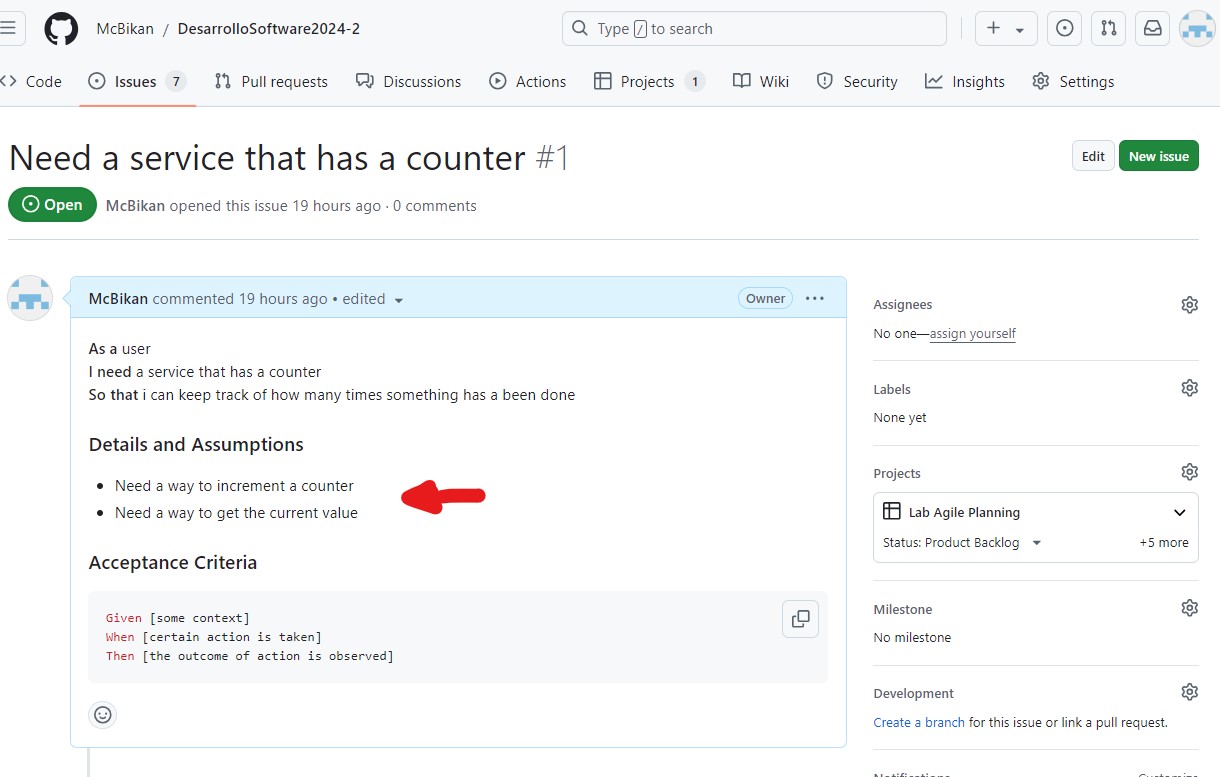 McBikan / DesarrolloSoftware2024-2
Type / to search
Code Issues 7 Pull requests Discussions Actions Projects 1 Wiki Security Insights Settings
Need a service that has a counter #1
Edit New issue
Open McBikan opened this issue 19 hours ago · 0 comments
McBikan commented 19 hours ago • edited
Owner
As a user
I need a service that has a counter
So that i can keep track of how many times something has a been done
Details and Assumptions
• Need a way to increment a counter
• Need a way to get the current value
Acceptance Criteria
Given [some context]
When [certain action is taken]
Then [the outcome of action is observed]
Assignees
No one—assign yourself
Labels
None yet
Projects
Lab Agile Planning
Status: Product Backlog +5 more
Milestone
No milestone
Development
Create a branch for this issue or link a pull request.
Notifications Customize